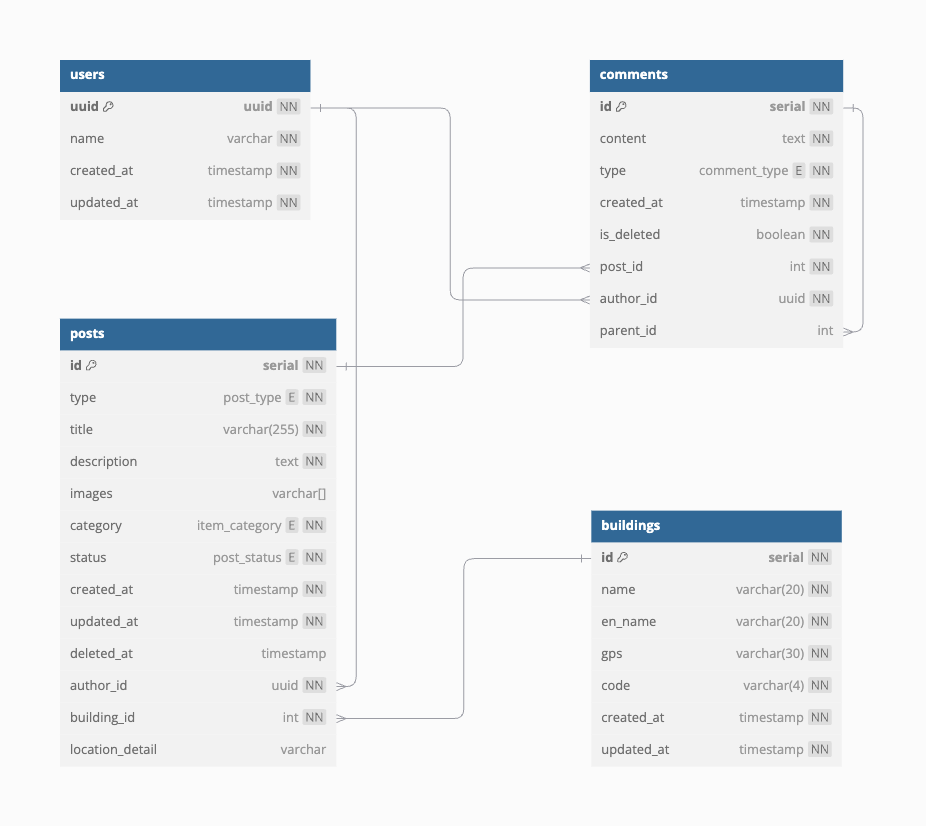 users
uuid uuid NN
name varchar NN
created_at timestamp NN
updated_at timestamp NN
comments
id serial NN
content text NN
type comment_type E NN
created_at timestamp NN
is_deleted boolean NN
post_id int NN
author_id uuid NN
parent_id int
posts
id serial NN
type post_type E NN
title varchar(255) NN
description text NN
images varchar[]
category item_category E NN
status post_status E NN
created_at timestamp NN
updated_at timestamp NN
deleted_at timestamp
author_id uuid NN
building_id int NN
location_detail varchar
buildings
id serial NN
name varchar(20) NN
en_name varchar(20) NN
gps varchar(30) NN
code varchar(4) NN
created_at timestamp NN
updated_at timestamp NN